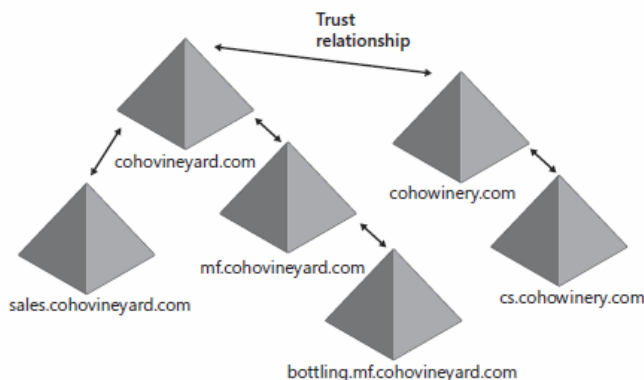 Trust
relationship
cohovineyard.com
cohowinery.com
mf.cohovineyard.com
sales.cohovineyard.com
cs.cohowinery.com
bottling.mf.cohovineyard.com